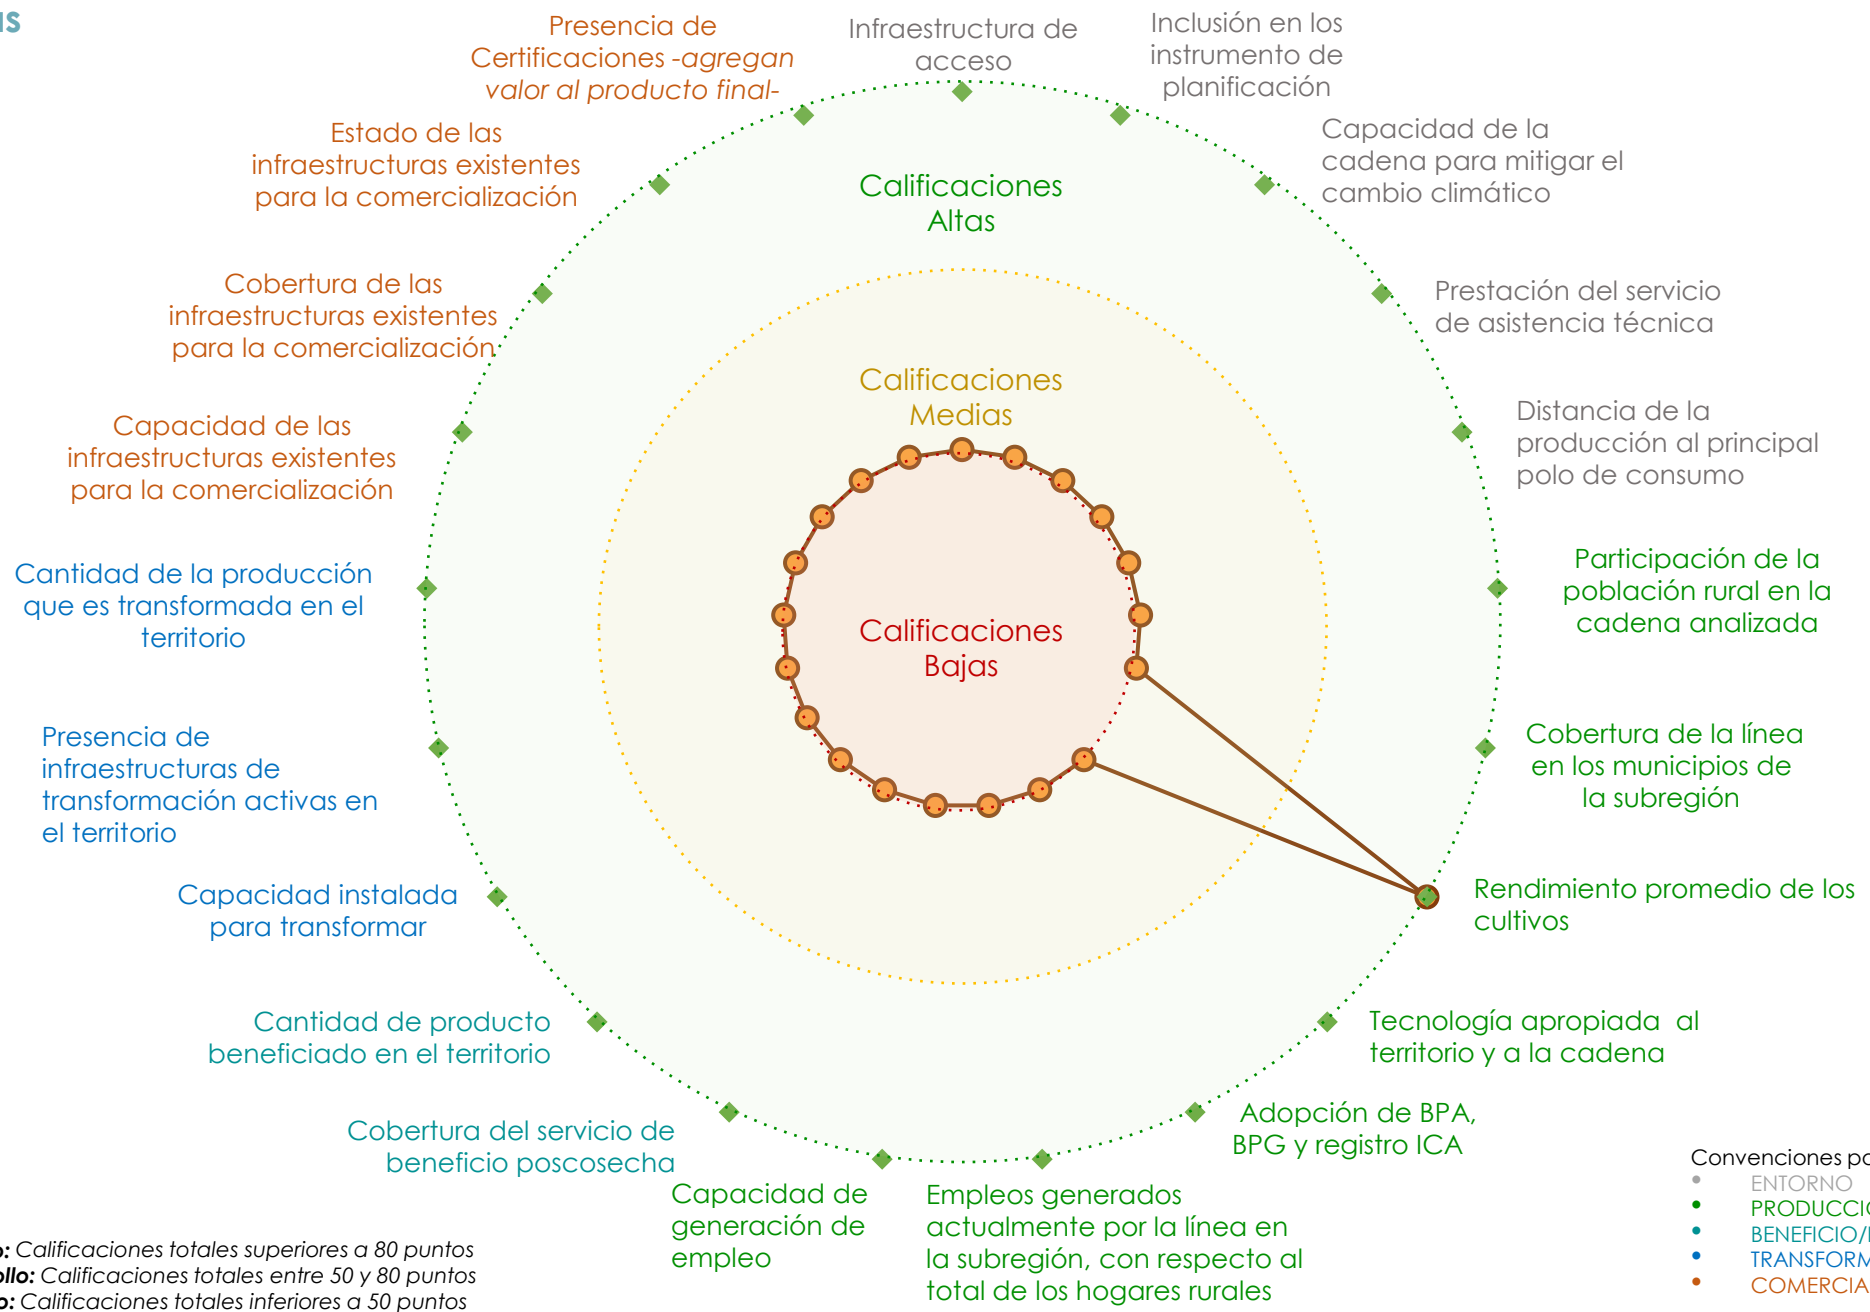 Presencia de
Certificaciones -agregan
valor al producto final-
Infraestructura de
acceso
Inclusión en los
instrumento de
planificación
Estado de las
infraestructuras existentes
para la comercialización
Capacidad de la
cadena para mitigar el
cambio climático
Calificaciones
Altas
Cobertura de las
infraestructuras existentes
para la comercialización
Prestación del servicio
de asistencia técnica
Calificaciones
Medias
Capacidad de las
infraestructuras existentes
para la comercialización
Distancia de la
producción al principal
polo de consumo
Cantidad de la producción
que es transformada en el
territorio
Participación de la
población rural en la
cadena analizada
Calificaciones
Bajas
Presencia de
infraestructuras de
transformación activas en
el territorio
Cobertura de la línea
en los municipios de
la subregión
Capacidad instalada
para transformar
Rendimiento promedio de los
cultivos
Cantidad de producto
beneficiado en el territorio
Tecnología apropiada al
territorio y a la cadena
Cobertura del servicio de
beneficio poscosecha
Adopción de BPA,
BPG y registro ICA
Capacidad de
generación de
empleo
Empleos generados
actualmente por la línea en
la subregión, con respecto al
total de los hogares rurales
Convenciones
ENTORNO
Calificaciones totales superiores a 80 puntos
Calificaciones totales entre 50 y 80 puntos
Calificaciones totales inferiores a 50 puntos